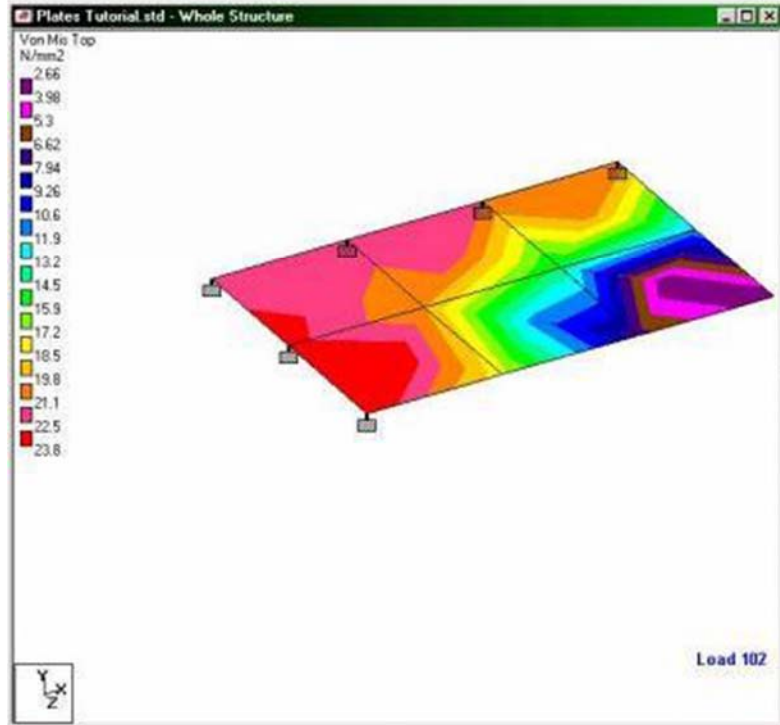 Plates Tutorial.std - Whole Structure
Von Mis Top
N/mm2
2.66
3.98
5.3
6.62
7.94
9.26
10.6
11.9
13.2
14.5
15.9
17.2
18.5
19.8
21.1
22.5
23.8
Load 102
Y
X
Z